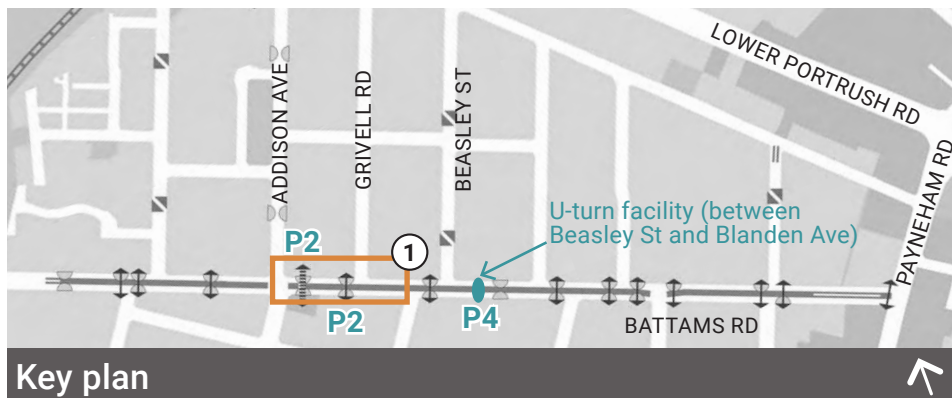 LOWER PORTRUSH RD
ADDISON AVE
GRIVELL RD
BEASLEY ST
PAYNEHAM RD
U-turn facility (between
Beasley St and Blanden Ave)
P2
1
P2
P4
BATTAMS RD
Key plan